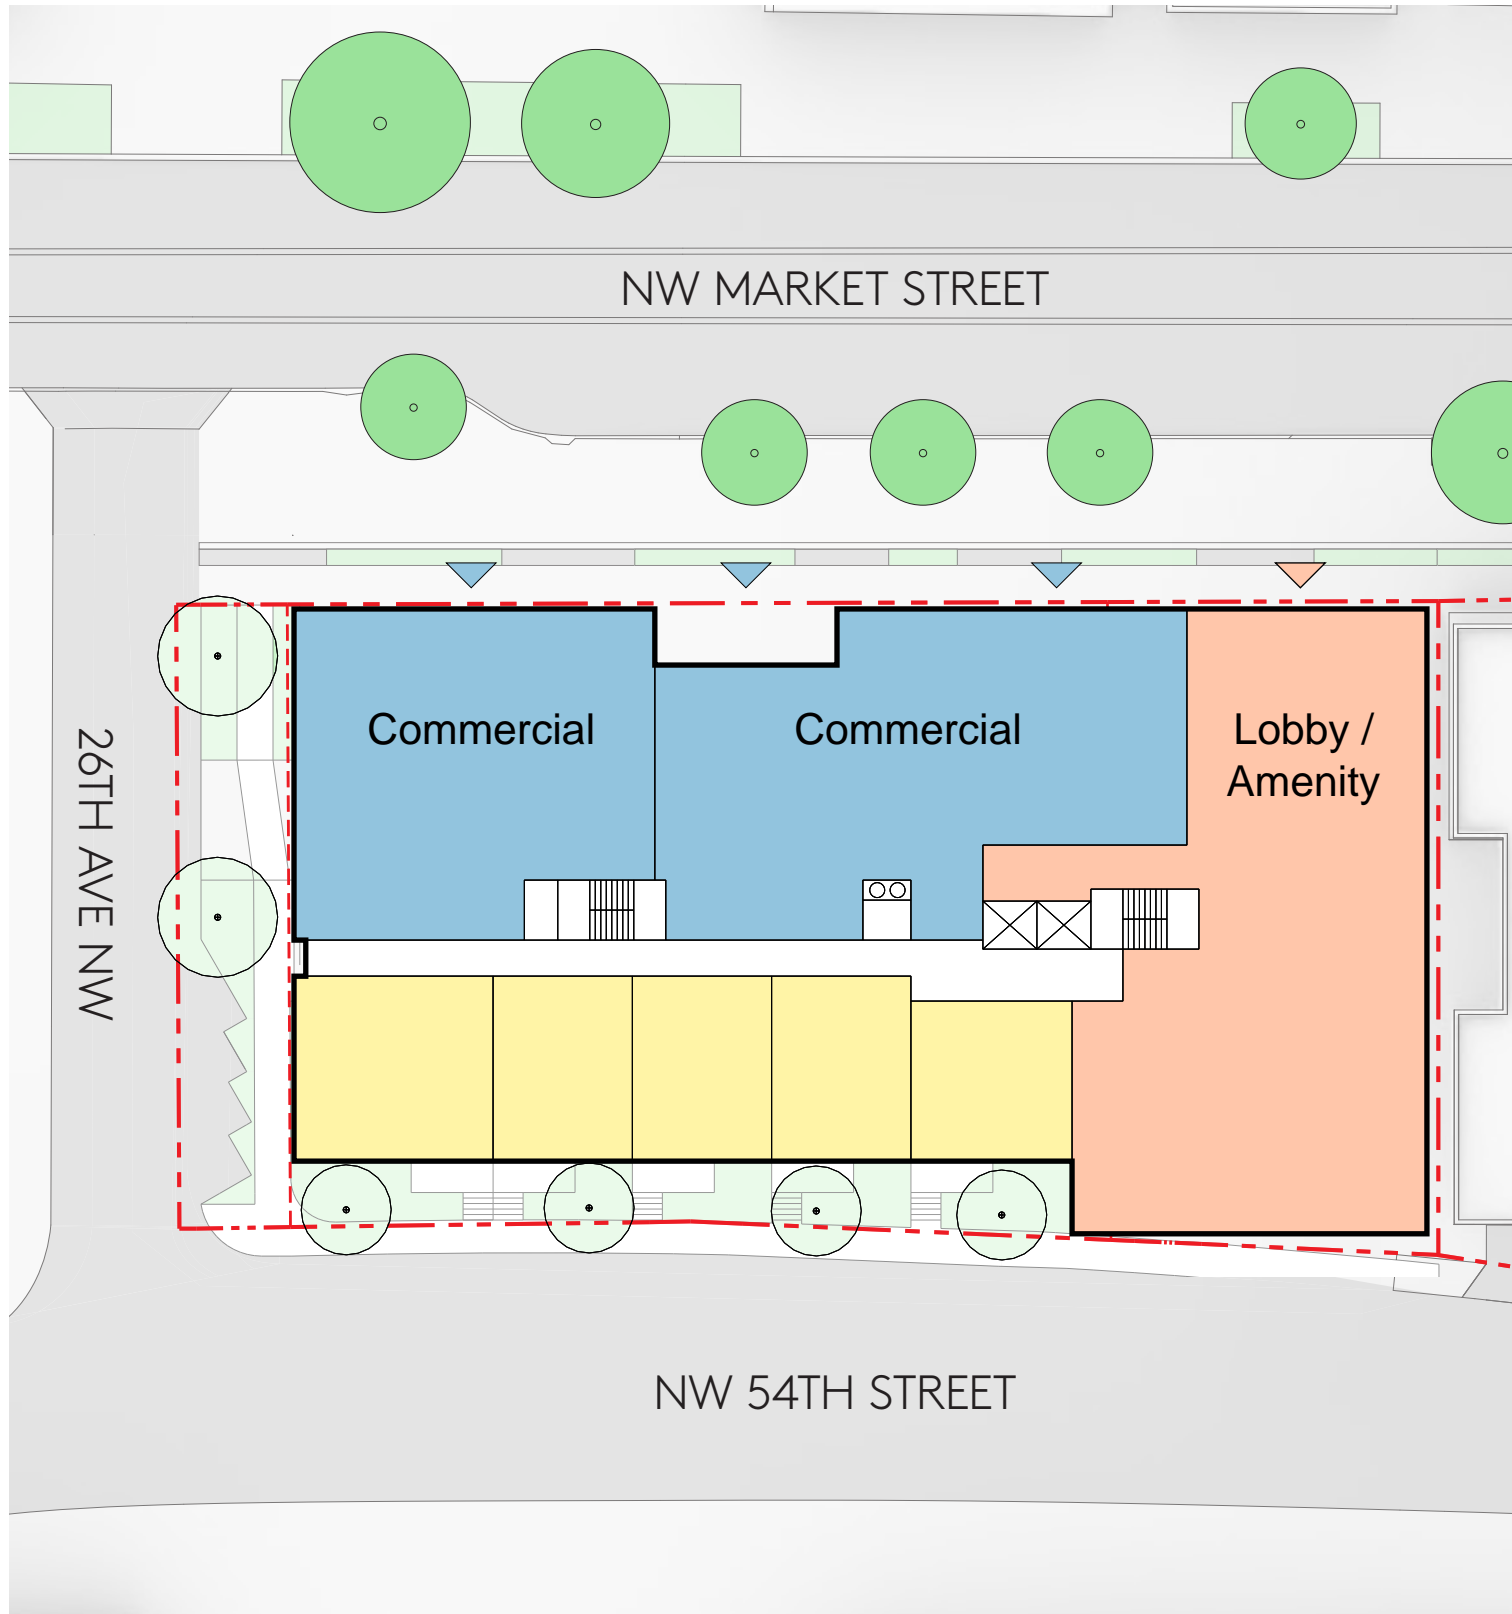 NW MARKET STREET
Commercial
Commercial
Lobby /
Amenity
26TH AVE NW
NW 54TH STREET